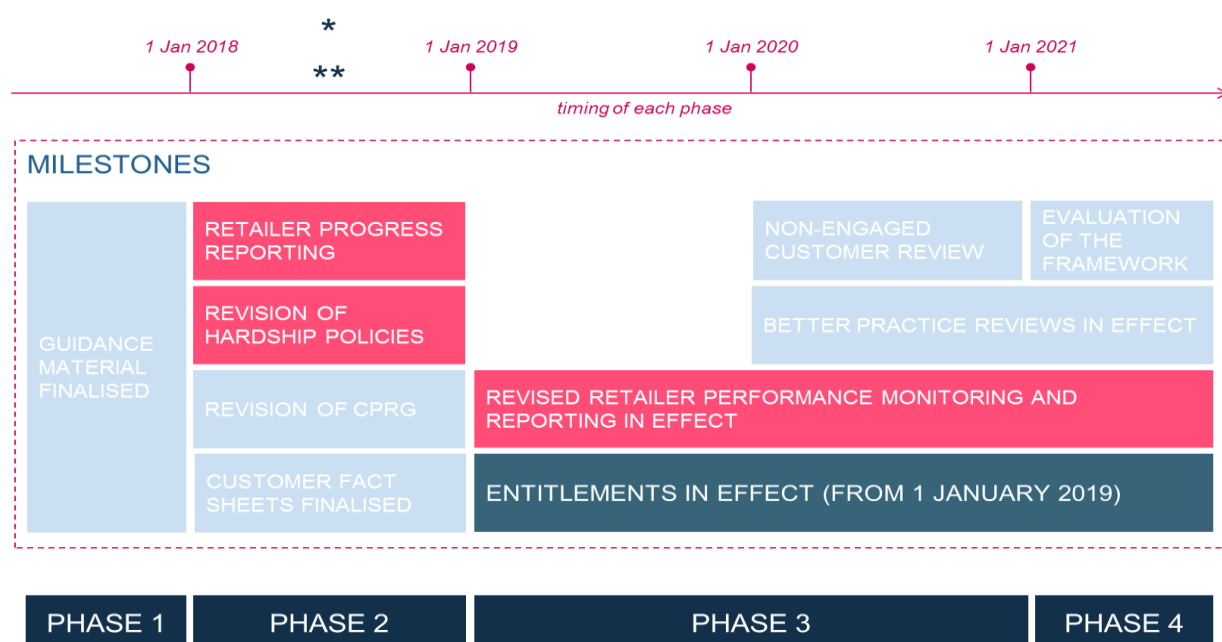 *
1 Jan 2018
1 Jan 2019
1 Jan 2020
1 Jan 2021
**
timing of each phase
MILESTONES
GUIDANCE
MATERIAL
FINALISED
RETAILER PROGRESS
REPORTING
REVISION OF
HARDSHIP POLICIES
REVISION OF CPRG
CUSTOMER FACT
SHEETS FINALISED
NON-ENGAGED
CUSTOMER REVIEW
EVALUATION
OF THE
FRAMEWORK
BETTER PRACTICE REVIEWS IN EFFECT
REVISED RETAILER PERFORMANCE MONITORING AND
REPORTING IN EFFECT
ENTITLEMENTS IN EFFECT (FROM 1 JANUARY 2019)
PHASE 1
PHASE 2
PHASE 3
PHASE 4